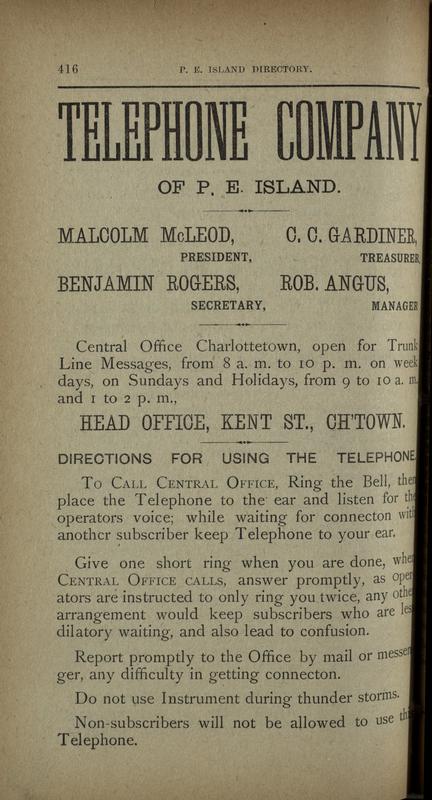 416 P. E. ISLAND DIRECTORY.
TELEPHONE COMPANY
OF P. E. ISLAND.
MALCOLM McLEOD, C. C. GARDINER,
PRESIDENT, TREASURER,
BENJAMIN ROGERS, ROB. ANGUS,
SECRETARY, MANAGER
Central Office Charlottetown, open for Trunk
Line Messages, from 8 a. m. to 10 p. m. on week
days, on Sundays and Holidays, from 9 to 10 a. m.
and 1 to 2 p. m.,
HEAD OFFICE, KENT ST., CH'TOWN.
DIRECTIONS FOR USING THE TELEPHONE
To Call Central Office, Ring the Bell, then
place the Telephone to the ear and listen for the
operators voice; while waiting for connecton with
another subscriber keep Telephone to your ear.
Give one short ring when you are done, when
Central Office calls, answer promptly, as oper
ators are instructed to only ring you twice, any othe
arrangement would keep subscribers who are les
dilatory waiting, and also lead to confusion.
Report promptly to the Office by mail or messen
ger, any difficulty in getting connecton.
Do not use Instrument during thunder storms.
Non-subscribers will not be allowed to use thi
Telephone.